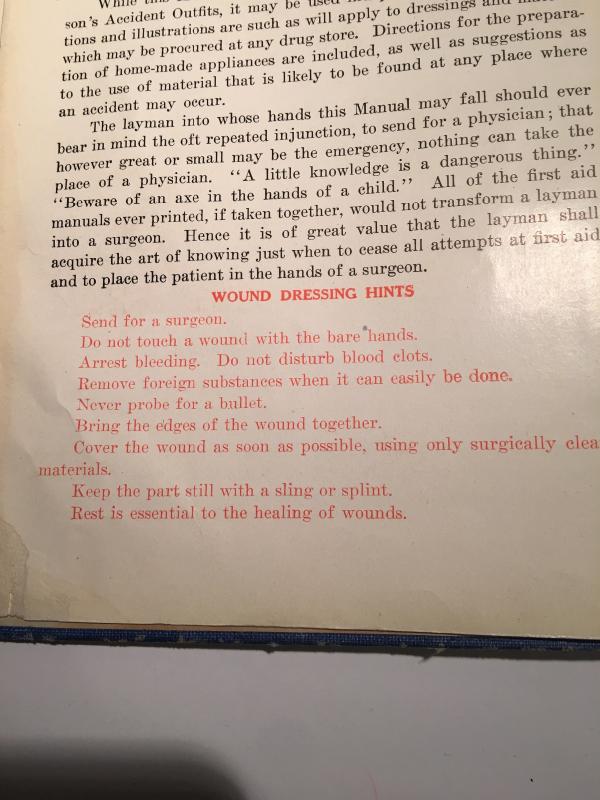 While this
son's Accident Outfits, it may be used
tions and illustrations are such as will apply to dressings and
which may be procured at any drug store. Directions for the prepara-
tion of home-made appliances are included, as well as suggestions as
to the use of material that is likely to be found at any place where
an accident may occur.
The layman into whose hands this Manual may fall should ever
bear in mind the oft repeated injunction, to send for a physician; that
however great or small may be the emergency, nothing can take the
place of a physician. "A little knowledge is a dangerous thing."
"Beware of an axe in the hands of a child." All of the first aid
manuals ever printed, if taken together, would not transform a layman
into a surgeon. Hence it is of great value that the layman shall
acquire the art of knowing just when to cease all attempts at first aid
and to place the patient in the hands of a surgeon.
WOUND DRESSING HINTS
Send for a surgeon.
Do not touch a wound with the bare hands.
Arrest bleeding. Do not disturb blood clots.
Remove foreign substances when it can easily be done.
Never probe for a bullet.
Bring the edges of the wound together.
Cover the wound as soon as possible, using only surgically clea
materials.
Keep the part still with a sling or splint.
Rest is essential to the healing of wounds.